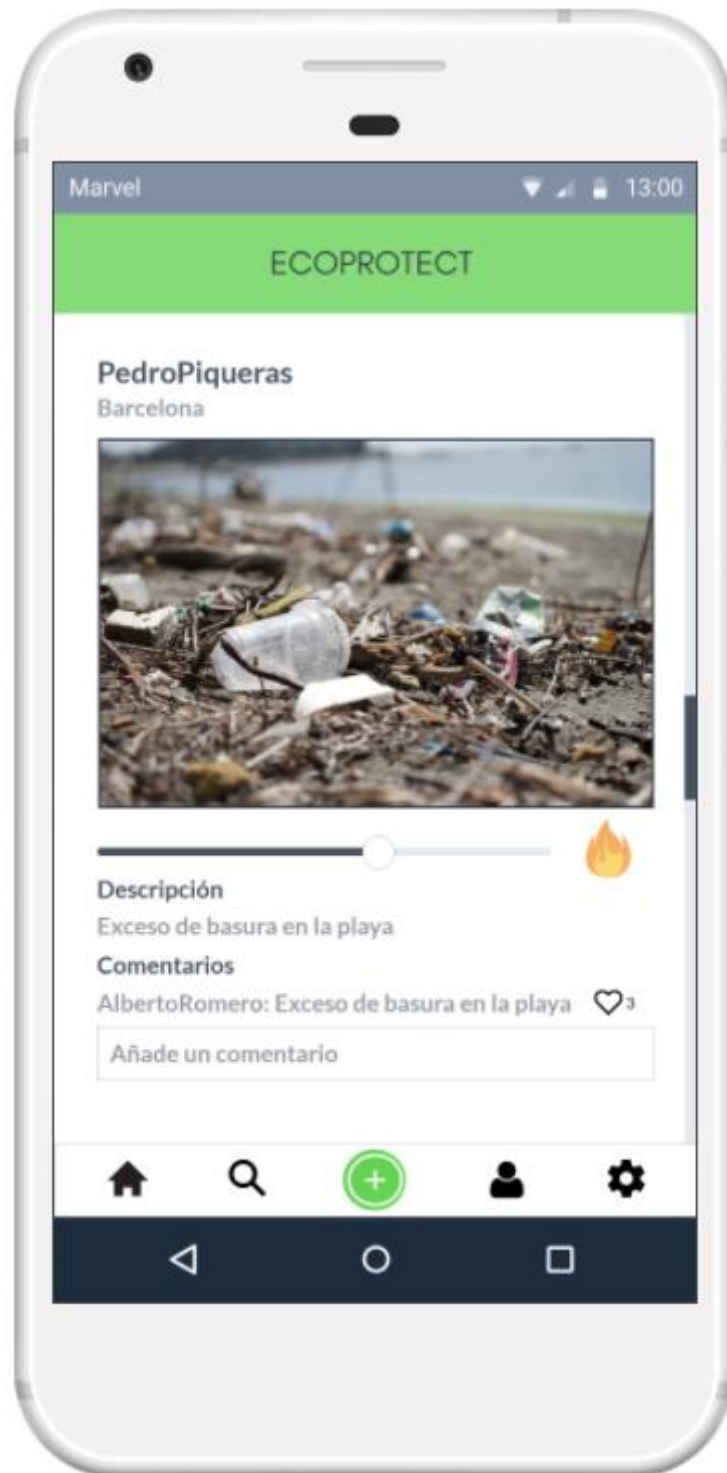 Marvel 13:00
ECOPROTECT
PedroPiqueras
Barcelona
Descripción
Exceso de basura en la playa
Comentarios
AlbertoRomero: Exceso de basura en la playa 3
Añade un comentario